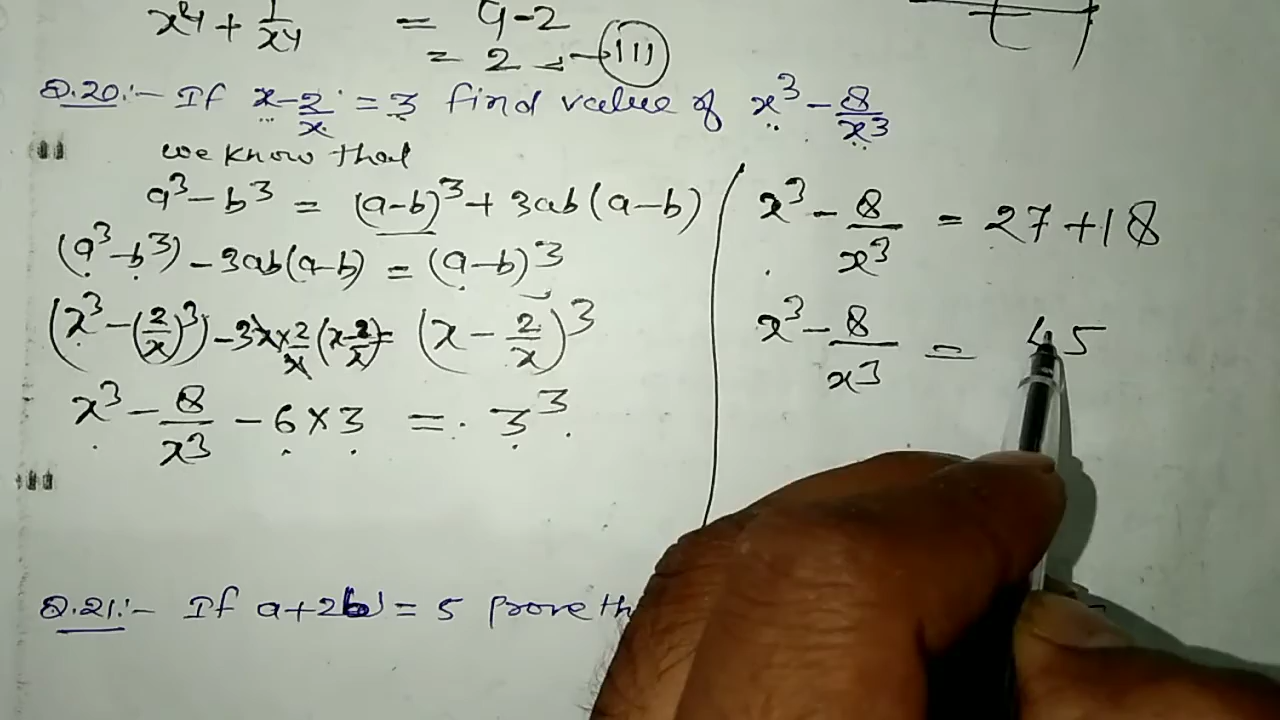 x⁴ + 1/x⁴ = 4-2
= 2 ← (III)
Q.20:- If x - 2/x = 3 find value of x³ - 8/x³
we know that
a³ - b³ = (a-b)³ + 3ab(a-b)
(a³ - b³) - 3ab(a-b) = (a-b)³
(x³ - (2/x)³) - 3x × 2/x (x - 2/x) = (x - 2/x)³
x³ - 8/x³ - 6 × 3 = 3³
x³ - 8/x³ = 27 + 18
x³ - 8/x³ = 45
Q.21:- If a+2b = 5 prove th